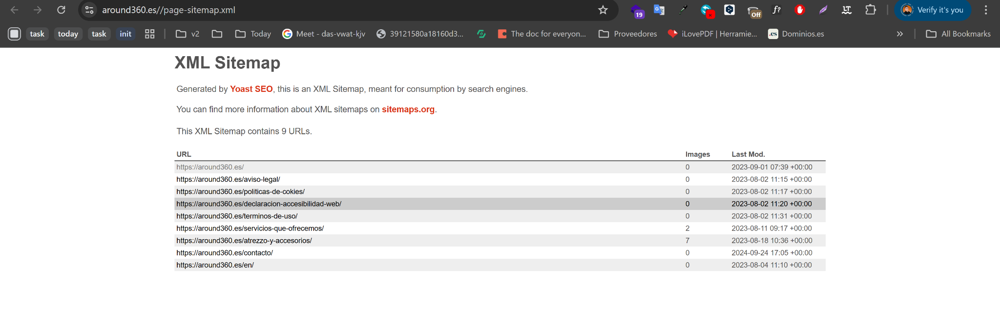 around360.es//page-sitemap.xml
19
Off
f?
LT
Verify it's you
task today task init v2 Today Meet - das-vwat-kjv 39121580a18160d3... The doc for everyon... Proveedores iLovePDF | Herramie... .es Dominios.es » All Bookmarks
XML Sitemap
Generated by Yoast SEO, this is an XML Sitemap, meant for consumption by search engines.
You can find more information about XML sitemaps on sitemaps.org.
This XML Sitemap contains 9 URLs.
URL Images Last Mod.
https://around360.es/ 0 2023-09-01 07:39 +00:00
https://around360.es/aviso-legal/ 0 2023-08-02 11:15 +00:00
https://around360.es/politicas-de-cokies/ 0 2023-08-02 11:17 +00:00
https://around360.es/declaracion-accesibilidad-web/ 0 2023-08-02 11:20 +00:00
https://around360.es/terminos-de-uso/ 0 2023-08-02 11:31 +00:00
https://around360.es/servicios-que-ofrecemos/ 2 2023-08-11 09:17 +00:00
https://around360.es/atrezzo-y-accesorios/ 7 2023-08-18 10:36 +00:00
https://around360.es/contacto/ 0 2024-09-24 17:05 +00:00
https://around360.es/en/ 0 2023-08-04 11:10 +00:00